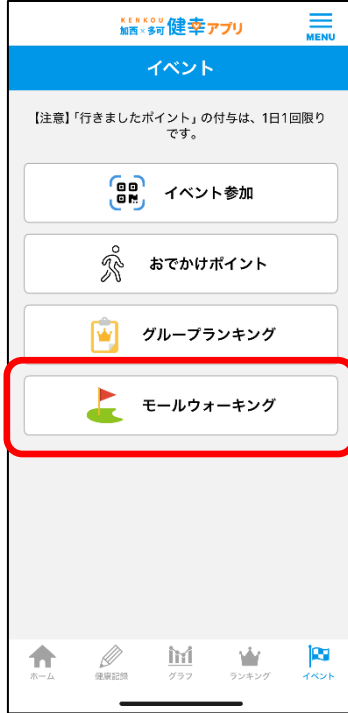 KENKOU
加西×多可 健幸アプリ
MENU
イベント
【注意】「行きましたポイント」の付与は、1日1回限り
です。
イベント参加
おでかけポイント
グループランキング
モールウォーキング
ホーム
健康記録
グラフ
ランキング
イベント